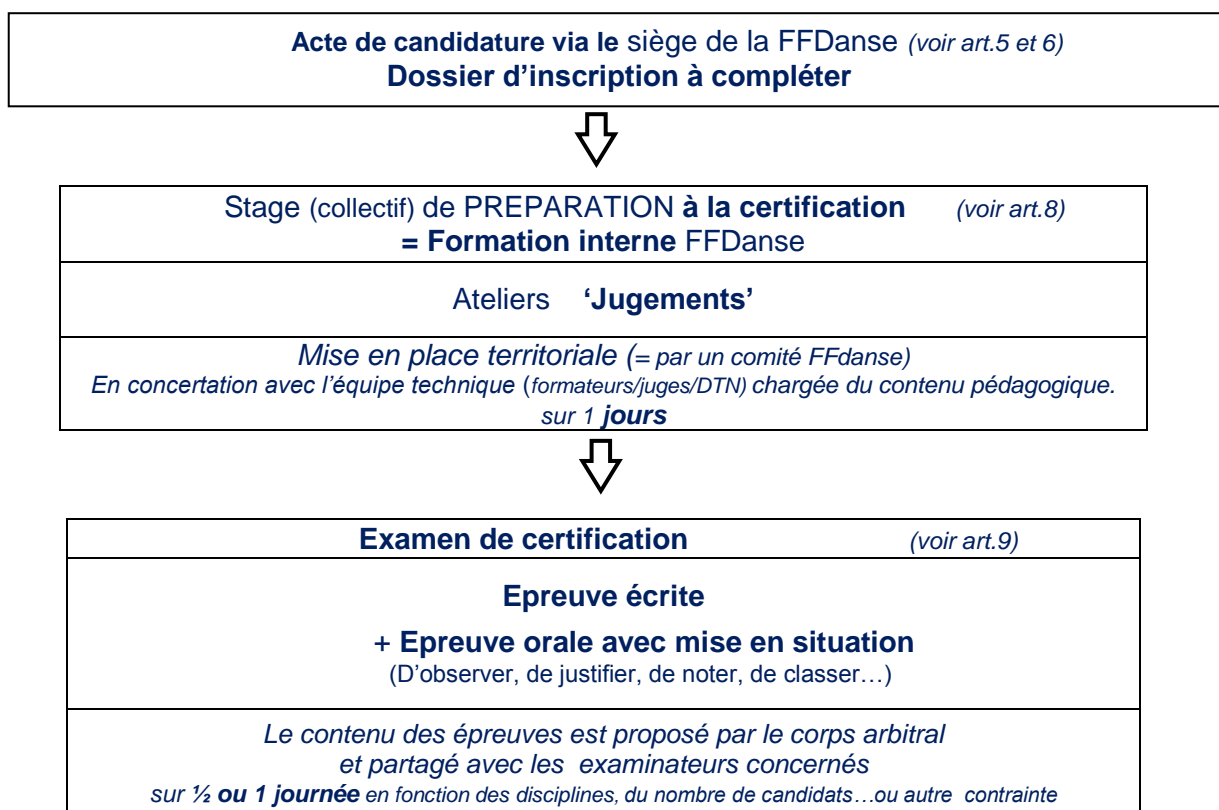 Acte de candidature via le siège de la FFDanse (voir art.5 et 6)
Dossier d’inscription à compléter
Stage (collectif) de PREPARATION à la certification (voir art.8)
= Formation interne FFDanse
Ateliers ‘Jugements’
Mise en place territoriale (= par un comité FFdanse)
En concertation avec l’équipe technique (formateurs/juges/DTN) chargée du contenu pédagogique.
sur 1 jours
Examen de certification (voir art.9)
Epreuve écrite
+ Epreuve orale avec mise en situation
(D’observer, de justifier, de noter, de classer…)
Le contenu des épreuves est proposé par le corps arbitral
et partagé avec les examinateurs concernés
sur ½ ou 1 journée en fonction des disciplines, du nombre de candidats…ou autre contrainte